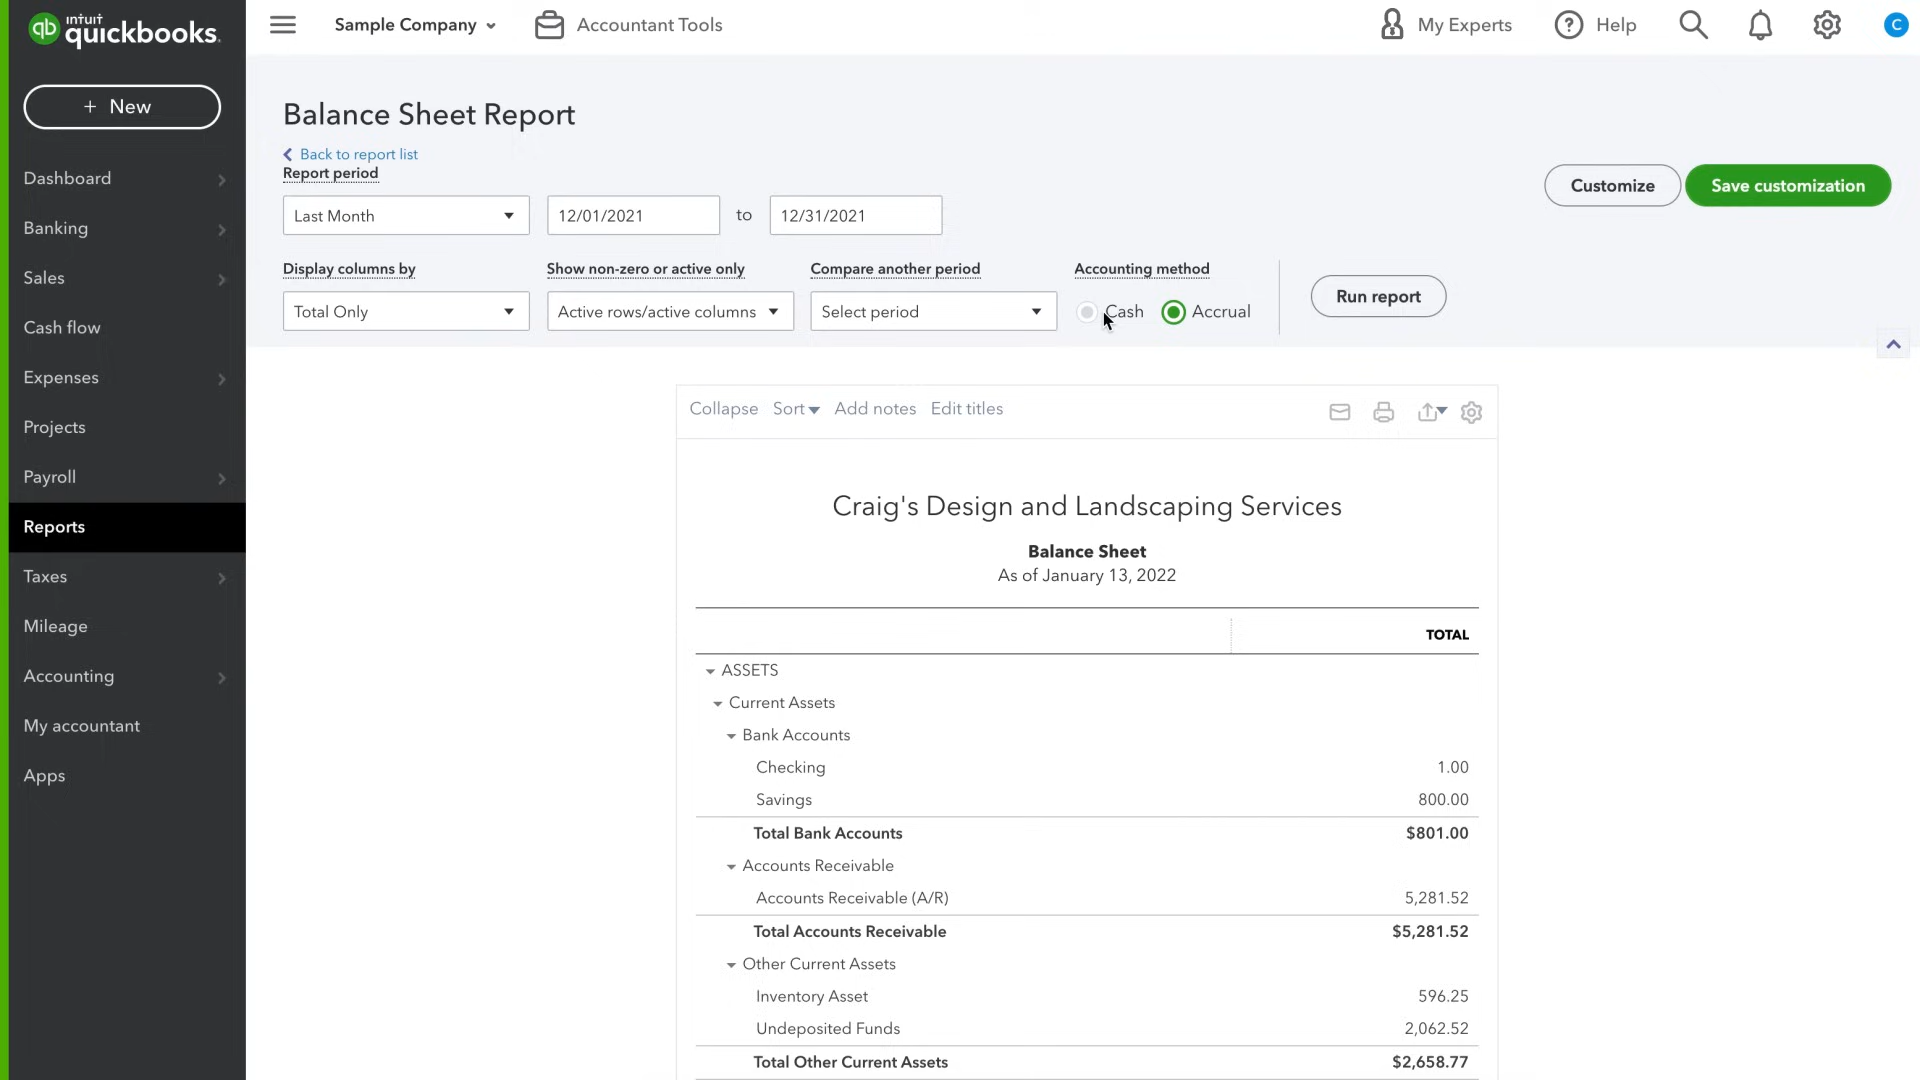 intuit
qb quickbooks.
Sample Company
Accountant Tools
My Experts
Help
C
+ New
Dashboard
Banking
Sales
Cash flow
Expenses
Projects
Payroll
Reports
Taxes
Mileage
Accounting
My accountant
Apps
Balance Sheet Report
Back to report list
Report period
Last Month
12/01/2021
to
12/31/2021
Customize
Save customization
Display columns by
Show non-zero or active only
Compare another period
Accounting method
Total Only
Active rows/active columns
Select period
Cash
Accrual
Run report
Collapse
Sort
Add notes
Edit titles
Craig's Design and Landscaping Services
Balance Sheet
As of January 13, 2022
TOTAL
ASSETS
Current Assets
Bank Accounts
Checking 1.00
Savings 800.00
Total Bank Accounts $801.00
Accounts Receivable
Accounts Receivable (A/R) 5,281.52
Total Accounts Receivable $5,281.52
Other Current Assets
Inventory Asset 596.25
Undeposited Funds 2,062.52
Total Other Current Assets $2,658.77